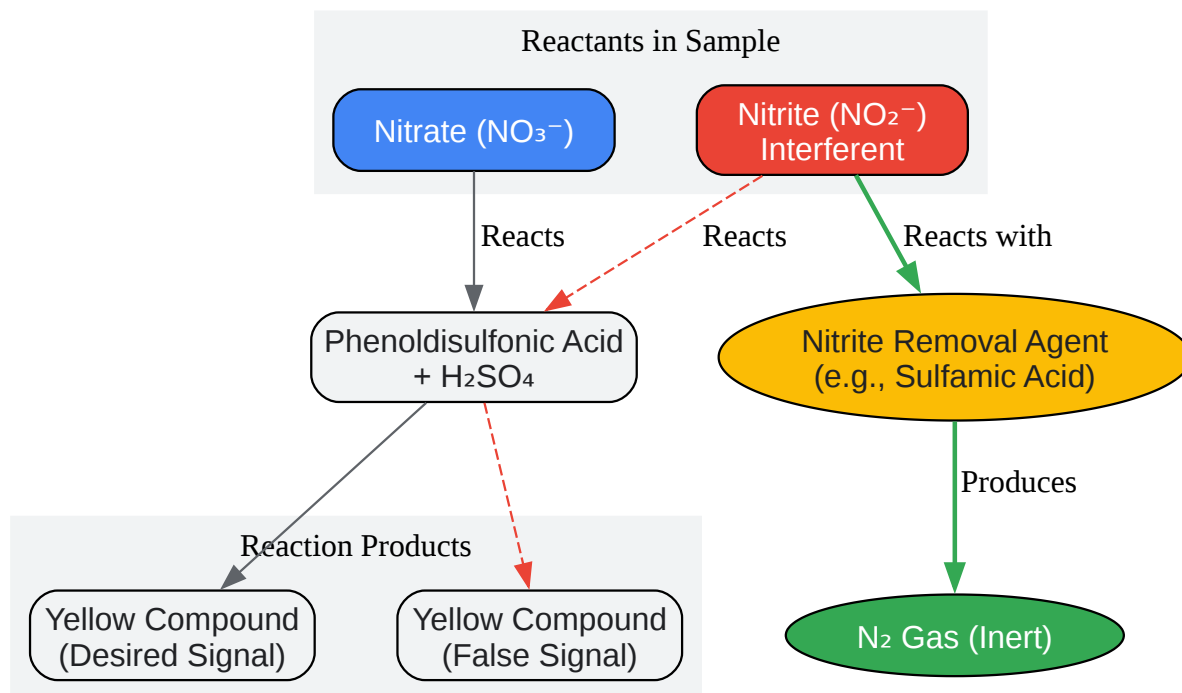 Reactants in Sample
Nitrate (NO₃⁻)
Nitrite (NO₂⁻)
Interferent
Reacts
Reacts
Reacts with
Phenoldisulfonic Acid
+ H₂SO₄
Nitrite Removal Agent
(e.g., Sulfamic Acid)
Produces
Reaction Products
Yellow Compound
(Desired Signal)
Yellow Compound
(False Signal)
N₂ Gas (Inert)